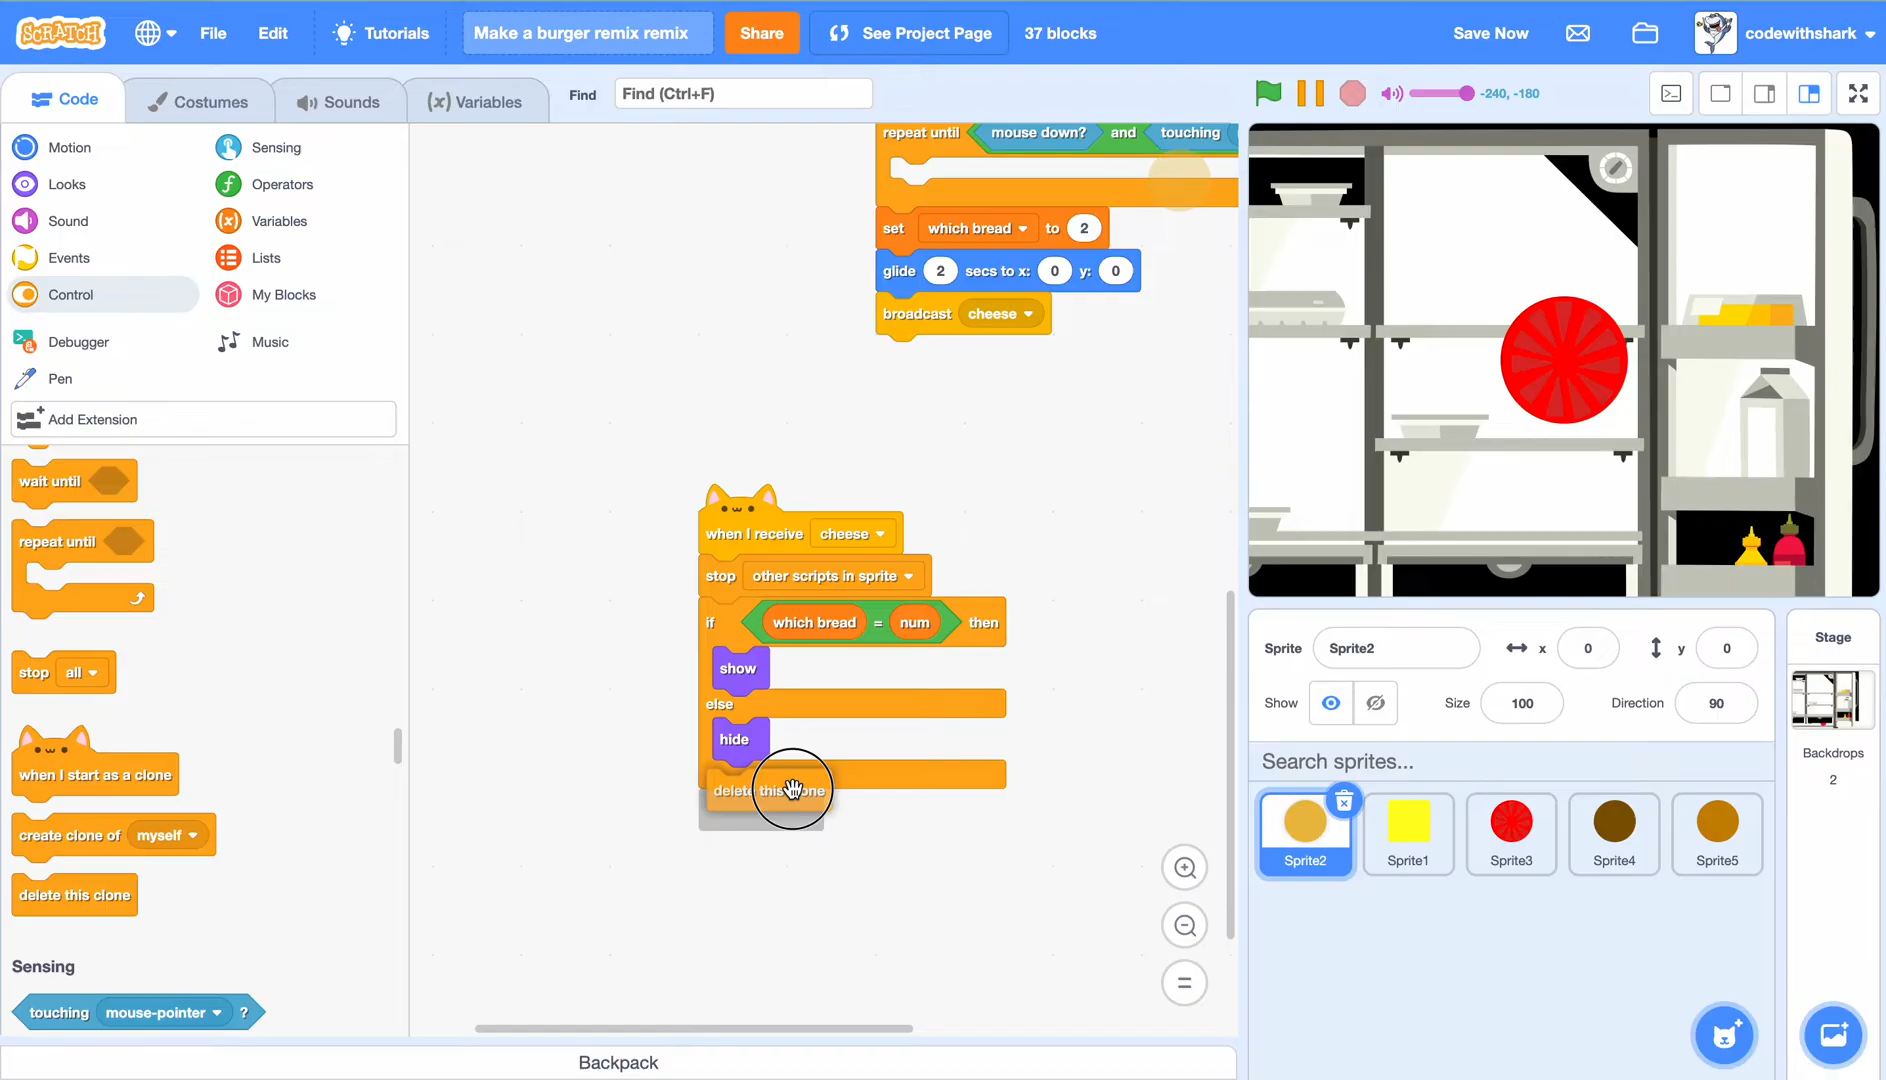 SCRATCH
File
Edit
Tutorials
Make a burger remix remix
Share
See Project Page
37 blocks
Save Now
codewithshark
Code
Costumes
Sounds
(x) Variables
Find
Find (Ctrl+F)
-240, -180
Motion
Sensing
Looks
Operators
Sound
Variables
Events
Lists
Control
My Blocks
Debugger
Music
Pen
Add Extension
wait until
repeat until
stop all
when I start as a clone
create clone of myself
delete this clone
Sensing
touching mouse-pointer ?
repeat until mouse down? and touching
set which bread to 2
glide 2 secs to x: 0 y: 0
broadcast cheese
when I receive cheese
stop other scripts in sprite
if which bread = num then
show
else
hide
delete this clone
Sprite Sprite2 x 0 y 0
Show Size 100 Direction 90
Search sprites...
Sprite2
Sprite1
Sprite3
Sprite4
Sprite5
Stage
Backdrops
2
Backpack